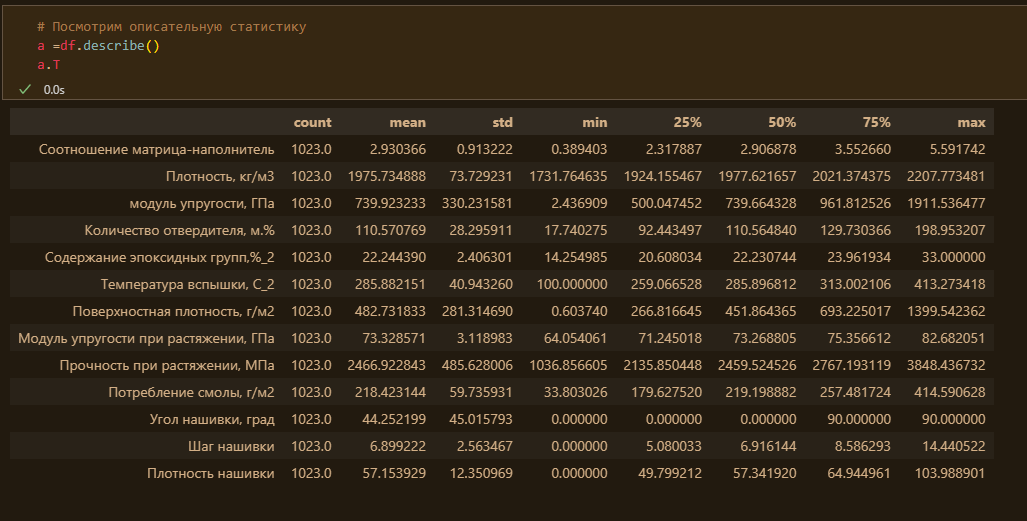 # Посмотрим описательную статистику
a =df.describe()
a.T
0.0s
count mean std min 25% 50% 75% max
Соотношение матрица-наполнитель 1023.0 2.930366 0.913222 0.389403 2.317887 2.906878 3.552660 5.591742
Плотность, кг/м3 1023.0 1975.734888 73.729231 1731.764635 1924.155467 1977.621657 2021.374375 2207.773481
модуль упругости, ГПа 1023.0 739.923233 330.231581 2.436909 500.047452 739.664328 961.812526 1911.536477
Количество отвердителя, м.% 1023.0 110.570769 28.295911 17.740275 92.443497 110.564840 129.730366 198.953207
Содержание эпоксидных групп,%_2 1023.0 22.244390 2.406301 14.254985 20.608034 22.230744 23.961934 33.000000
Температура вспышки, С_2 1023.0 285.882151 40.943260 100.000000 259.066528 285.896812 313.002106 413.273418
Поверхностная плотность, г/м2 1023.0 482.731833 281.314690 0.603740 266.816645 451.864365 693.225017 1399.542362
Модуль упругости при растяжении, ГПа 1023.0 73.328571 3.118983 64.054061 71.245018 73.268805 75.356612 82.682051
Прочность при растяжении, МПа 1023.0 2466.922843 485.628006 1036.856605 2135.850448 2459.524526 2767.193119 3848.436732
Потребление смолы, г/м2 1023.0 218.423144 59.735931 33.803026 179.627520 219.198882 257.481724 414.590628
Угол нашивки, град 1023.0 44.252199 45.015793 0.000000 0.000000 0.000000 90.000000 90.000000
Шаг нашивки 1023.0 6.899222 2.563467 0.000000 5.080033 6.916144 8.586293 14.440522
Плотность нашивки 1023.0 57.153929 12.350969 0.000000 49.799212 57.341920 64.944961 103.988901